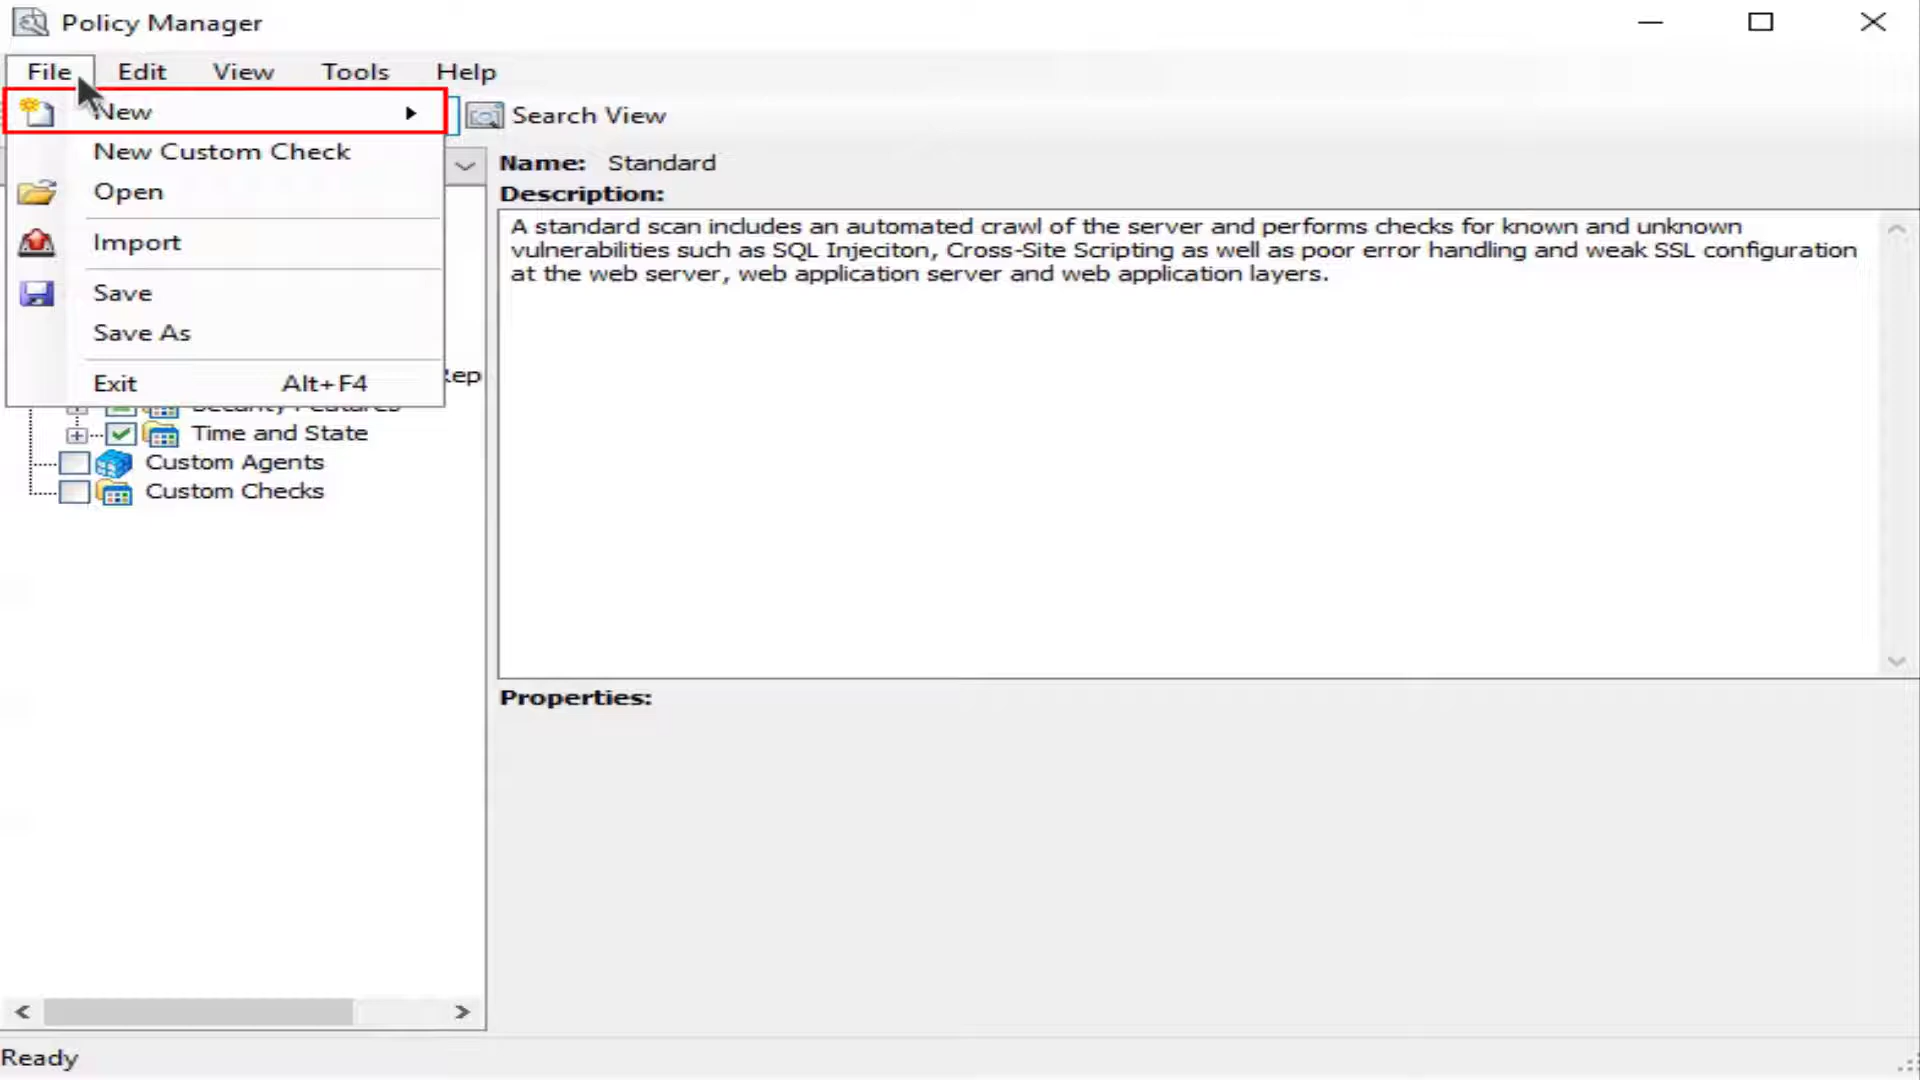 Policy Manager
File Edit View Tools Help
New
Search View
New Custom Check
Open
Import
Save
Save As
Exit Alt+F4
Name: Standard
Description:
A standard scan includes an automated crawl of the server and performs checks for known and unknown
vulnerabilities such as SQL Injeciton, Cross-Site Scripting as well as poor error handling and weak SSL configuration
at the web server, web application server and web application layers.
Security Features
Time and State
Custom Agents
Custom Checks
Properties:
Ready